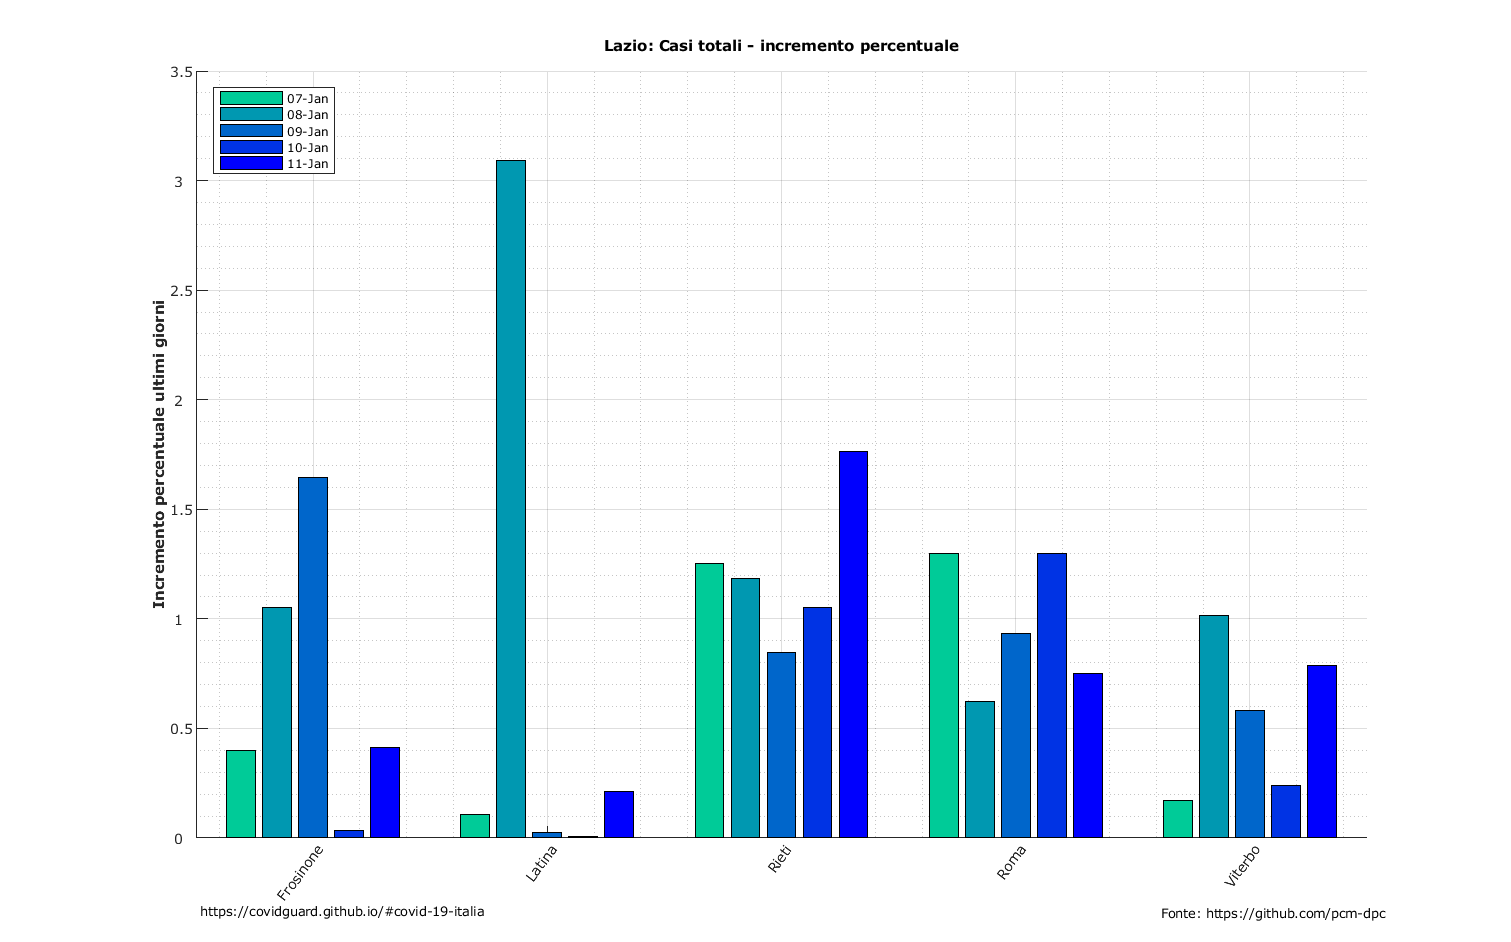 Lazio: Casi totali - incremento percentuale
3.5
3
2.5
2
1.5
1
0.5
0
Incremento percentuale ultimi giorni
07-Jan
08-Jan
09-Jan
10-Jan
11-Jan
Frosinone
Latina
Rieti
Roma
Viterbo
https://covidguard.github.io/#covid-19-italia
Fonte: https://github.com/pcm-dpc